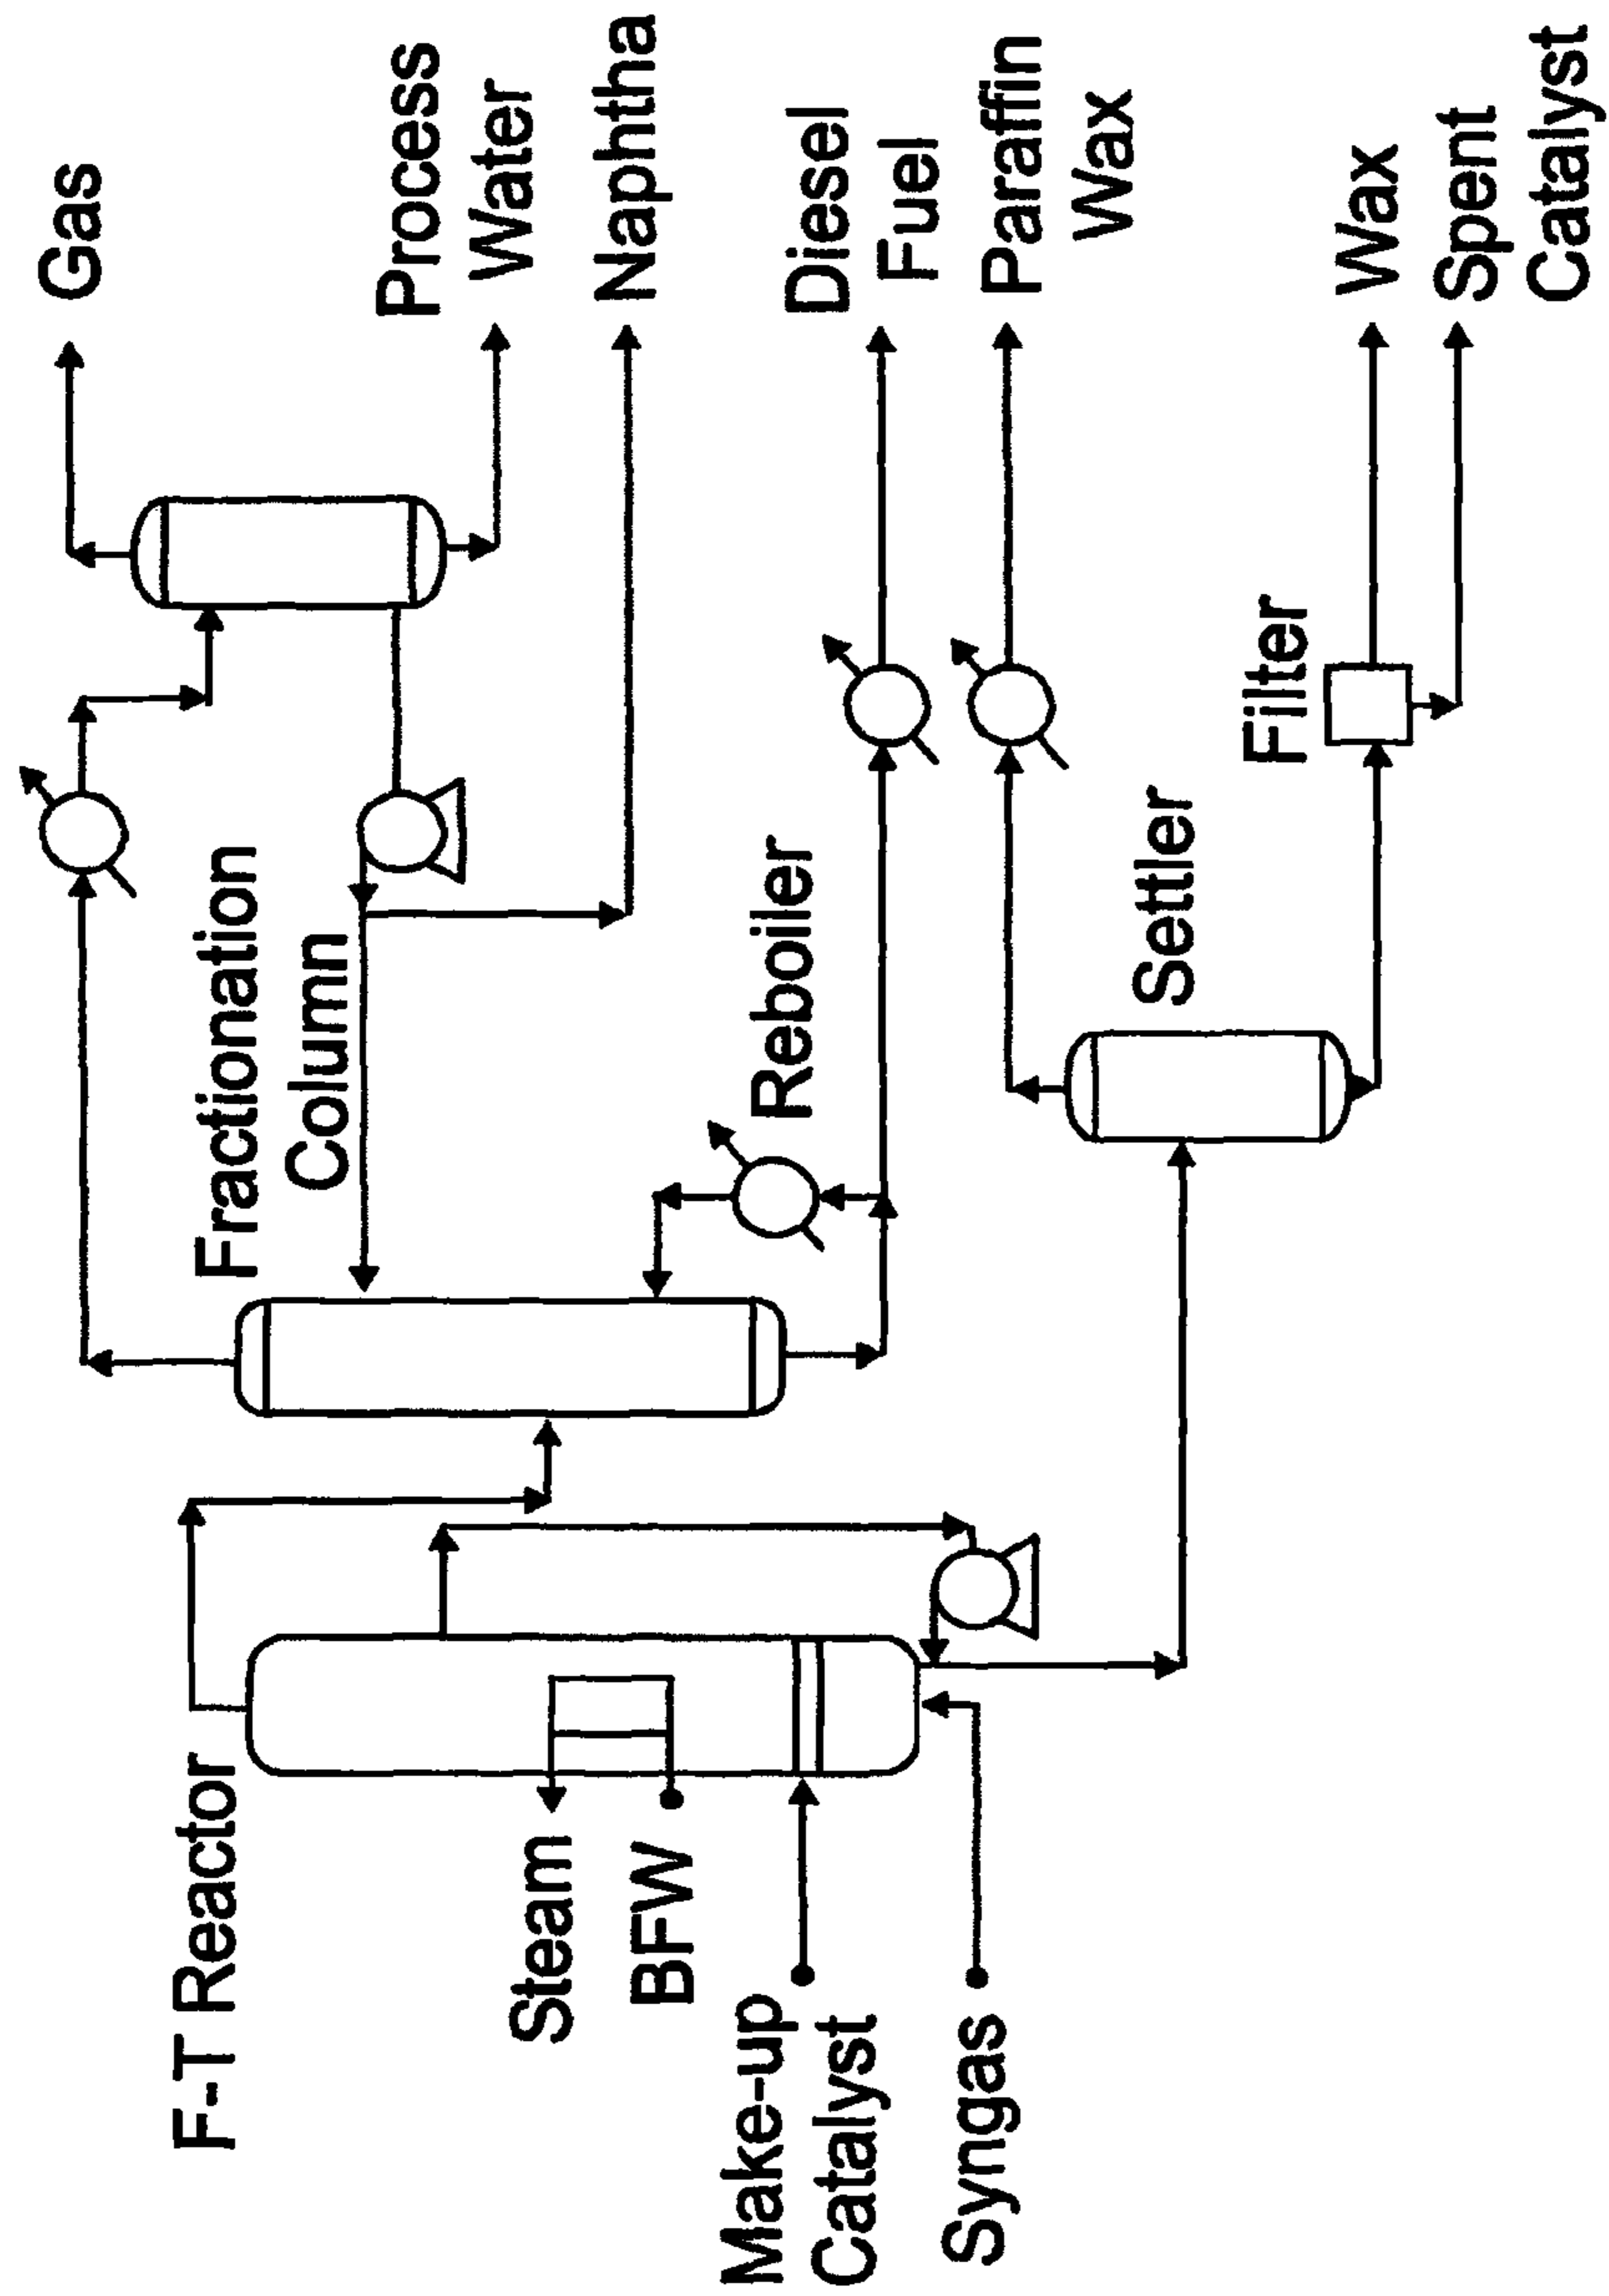 F-T Reactor
Steam
BFW
Make-up
Catalyst
Syngas
Fractionation
Column
Reboiler
Settler
Filter
Gas
Process
Water
Naphtha
Diesel
Fuel
Paraffin
Wax
Wax
Spent
Catalyst